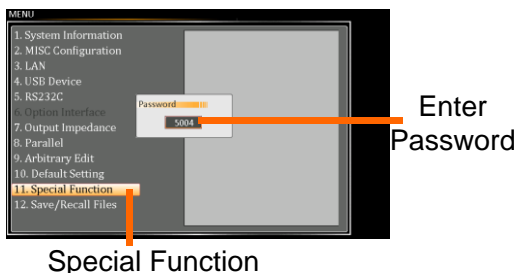 MENU
1. System Information
2. MISC Configuration
3. LAN
4. USB Device
5. RS232C
6. Option Interface
7. Output Impedance
8. Parallel
9. Arbitrary Edit
10. Default Setting
11. Special Function
12. Save/Recall Files
Password
5004
Enter
Password
Special Function